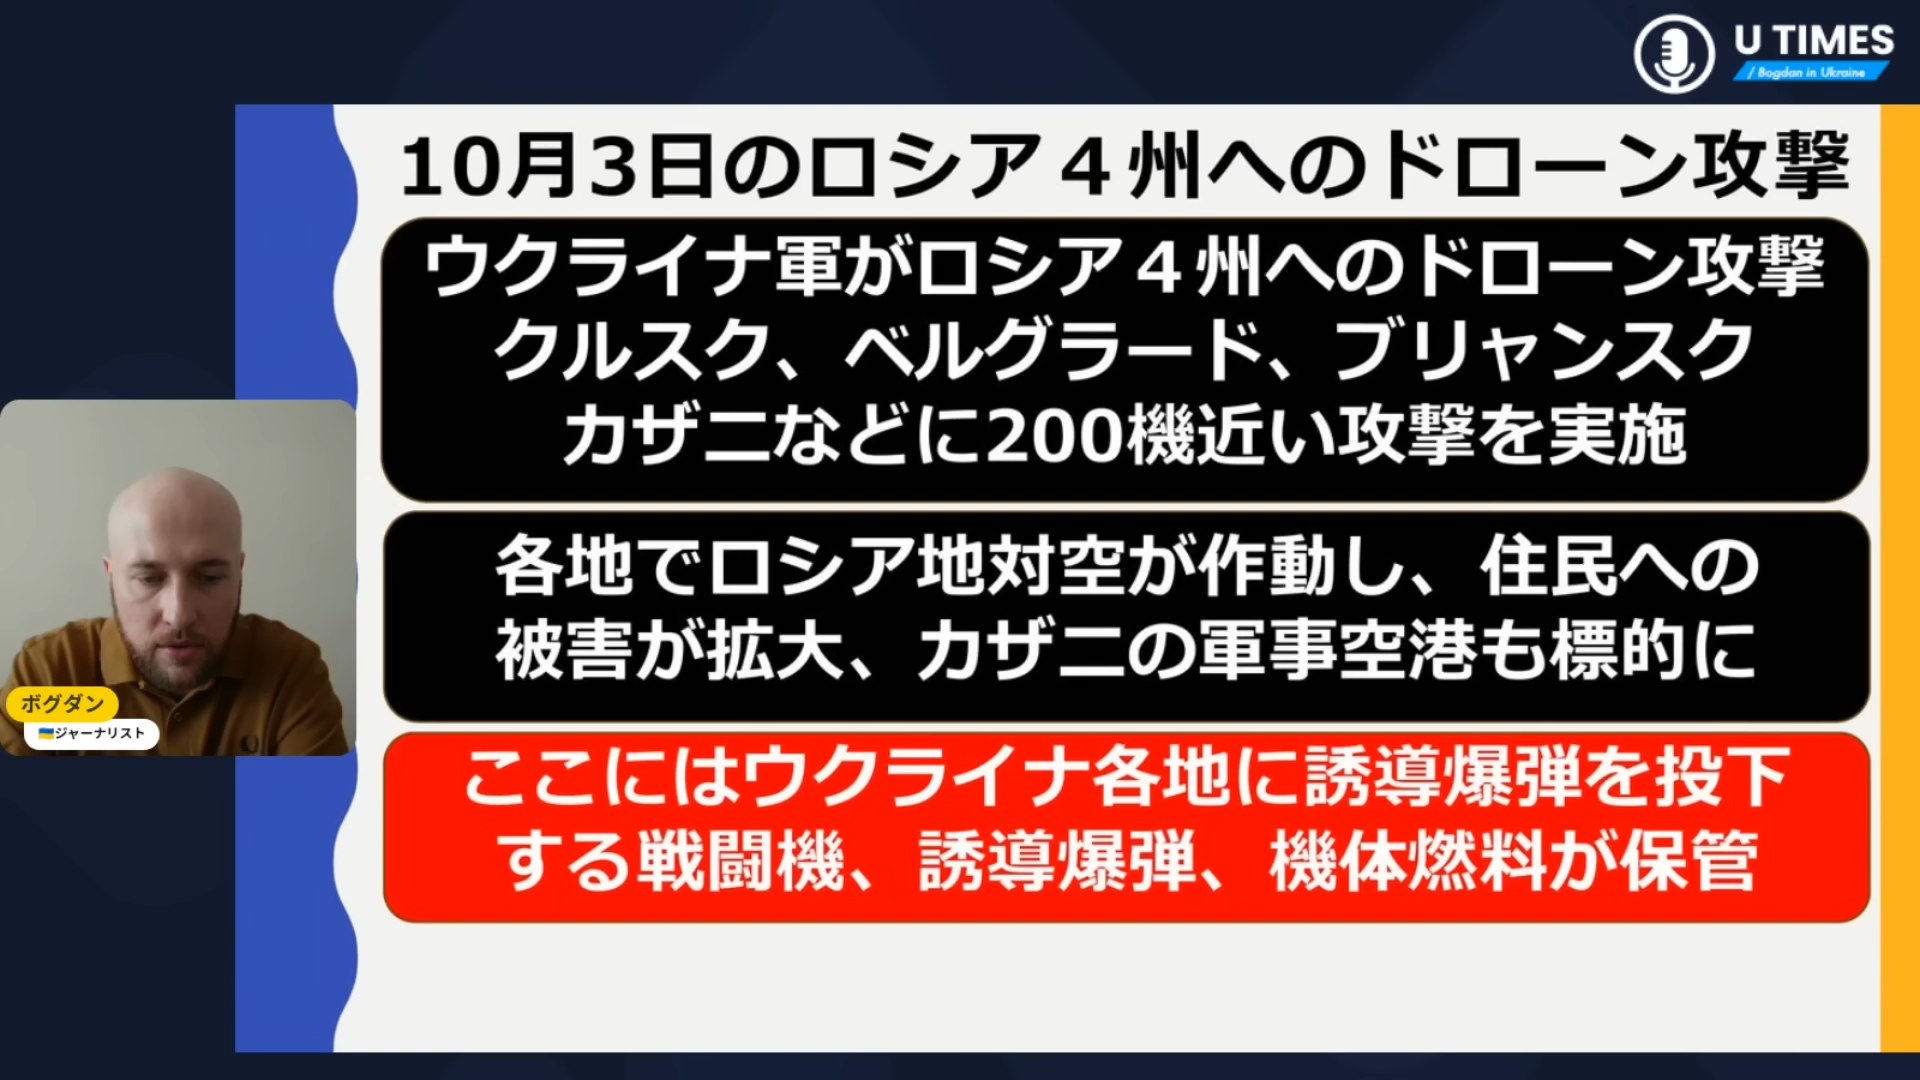 U TIMES
/ Bogdan in Ukraine
10月3日のロシア４州へのドローン攻撃
ウクライナ軍がロシア４州へのドローン攻撃
クルスク、ベルグラード、ブリャンスク
カザニなどに200機近い攻撃を実施
各地でロシア地対空が作動し、住民への
被害が拡大、カザニの軍事空港も標的に
ここにはウクライナ各地に誘導爆弾を投下
する戦闘機、誘導爆弾、機体燃料が保管
ボグダン
🇺🇦ジャーナリスト